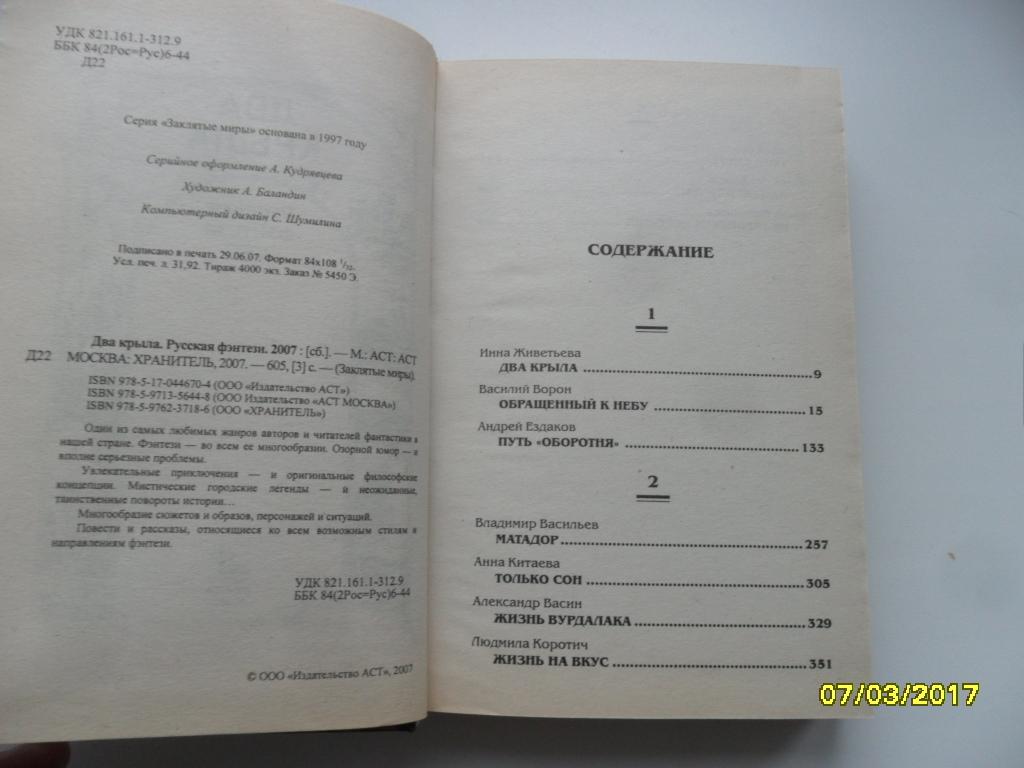 УДК 821.161.1-312.9
ББК 84(2Рос=Рус)6-44
Д22
Серия «Заклятые миры» основана в 1997 году
Серийное оформление А. Кудрявцева
Художник А. Баландин
Компьютерный дизайн С. Шумилина
Подписано в печать 29.06.07. Формат 84x108 1/32.
Усл. печ. л. 31,92. Тираж 4000 экз. Заказ № 5450 Э.
Два крыла. Русская фэнтези. 2007 : [сб.]. — М.: АСТ: АСТ
Д22 МОСКВА: ХРАНИТЕЛЬ, 2007. — 605, [3] с. — (Заклятые миры).
ISBN 978-5-17-044670-4 (ООО «Издательство АСТ»)
ISBN 978-5-9713-5644-8 (ООО Издательство «АСТ МОСКВА»)
ISBN 978-5-9762-3718-6 (ООО «ХРАНИТЕЛЬ»)
Один из самых любимых жанров авторов и читателей фантастики в
нашей стране. Фэнтези — во всем ее многообразии. Озорной юмор — и
вполне серьезные проблемы.
Увлекательные приключения — и оригинальные философские
концепции. Мистические городские легенды — и неожиданные,
таинственные повороты истории...
Многообразие сюжетов и образов, персонажей и ситуаций.
Повести и рассказы, относящиеся ко всем возможным стилям и
направлениям фэнтези.
УДК 821.161.1-312.9
ББК 84(2Рос=Рус)6-44
© ООО «Издательство АСТ», 2007
СОДЕРЖАНИЕ
1
Инна Живетьева
ДВА КРЫЛА ........ 9
Василий Ворон
ОБРАЩЕННЫЙ К НЕБУ ........ 15
Андрей Ездаков
ПУТЬ «ОБОРОТНЯ» ........ 133
2
Владимир Васильев
МАТАДОР ........ 257
Анна Китаева
ТОЛЬКО СОН ........ 305
Александр Васин
ЖИЗНЬ ВУРДАЛАКА ........ 329
Людмила Коротич
ЖИЗНЬ НА ВКУС ........ 351
07/03/2017